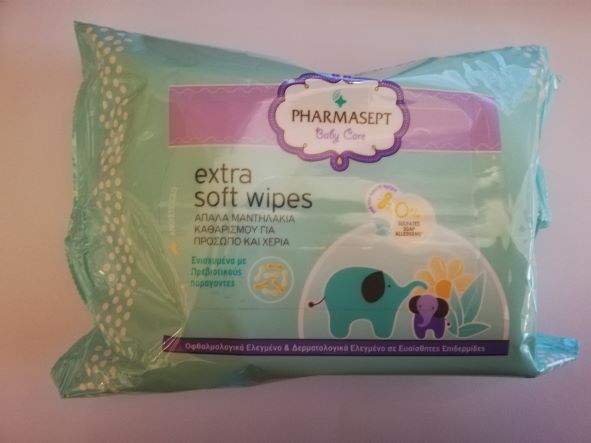 PHARMASEPT
Baby Care
extra
soft wipes
ΑΠΑΛΑ ΜΑΝΤΗΛΑΚΙΑ
ΚΑΘΑΡΙΣΜΟΥ ΓΙΑ
ΠΡΟΣΩΠΟ ΚΑΙ ΧΕΡΙΑ
Ενισχυμένα με
Πρεβιοτικούς
παράγοντες
0%
SULFATES
SOAP
ALLERGENS
Οφθαλμολογικά Ελεγμένο & Δερματολογικά Ελεγμένο σε Ευαίσθητες Επιδερμίδες